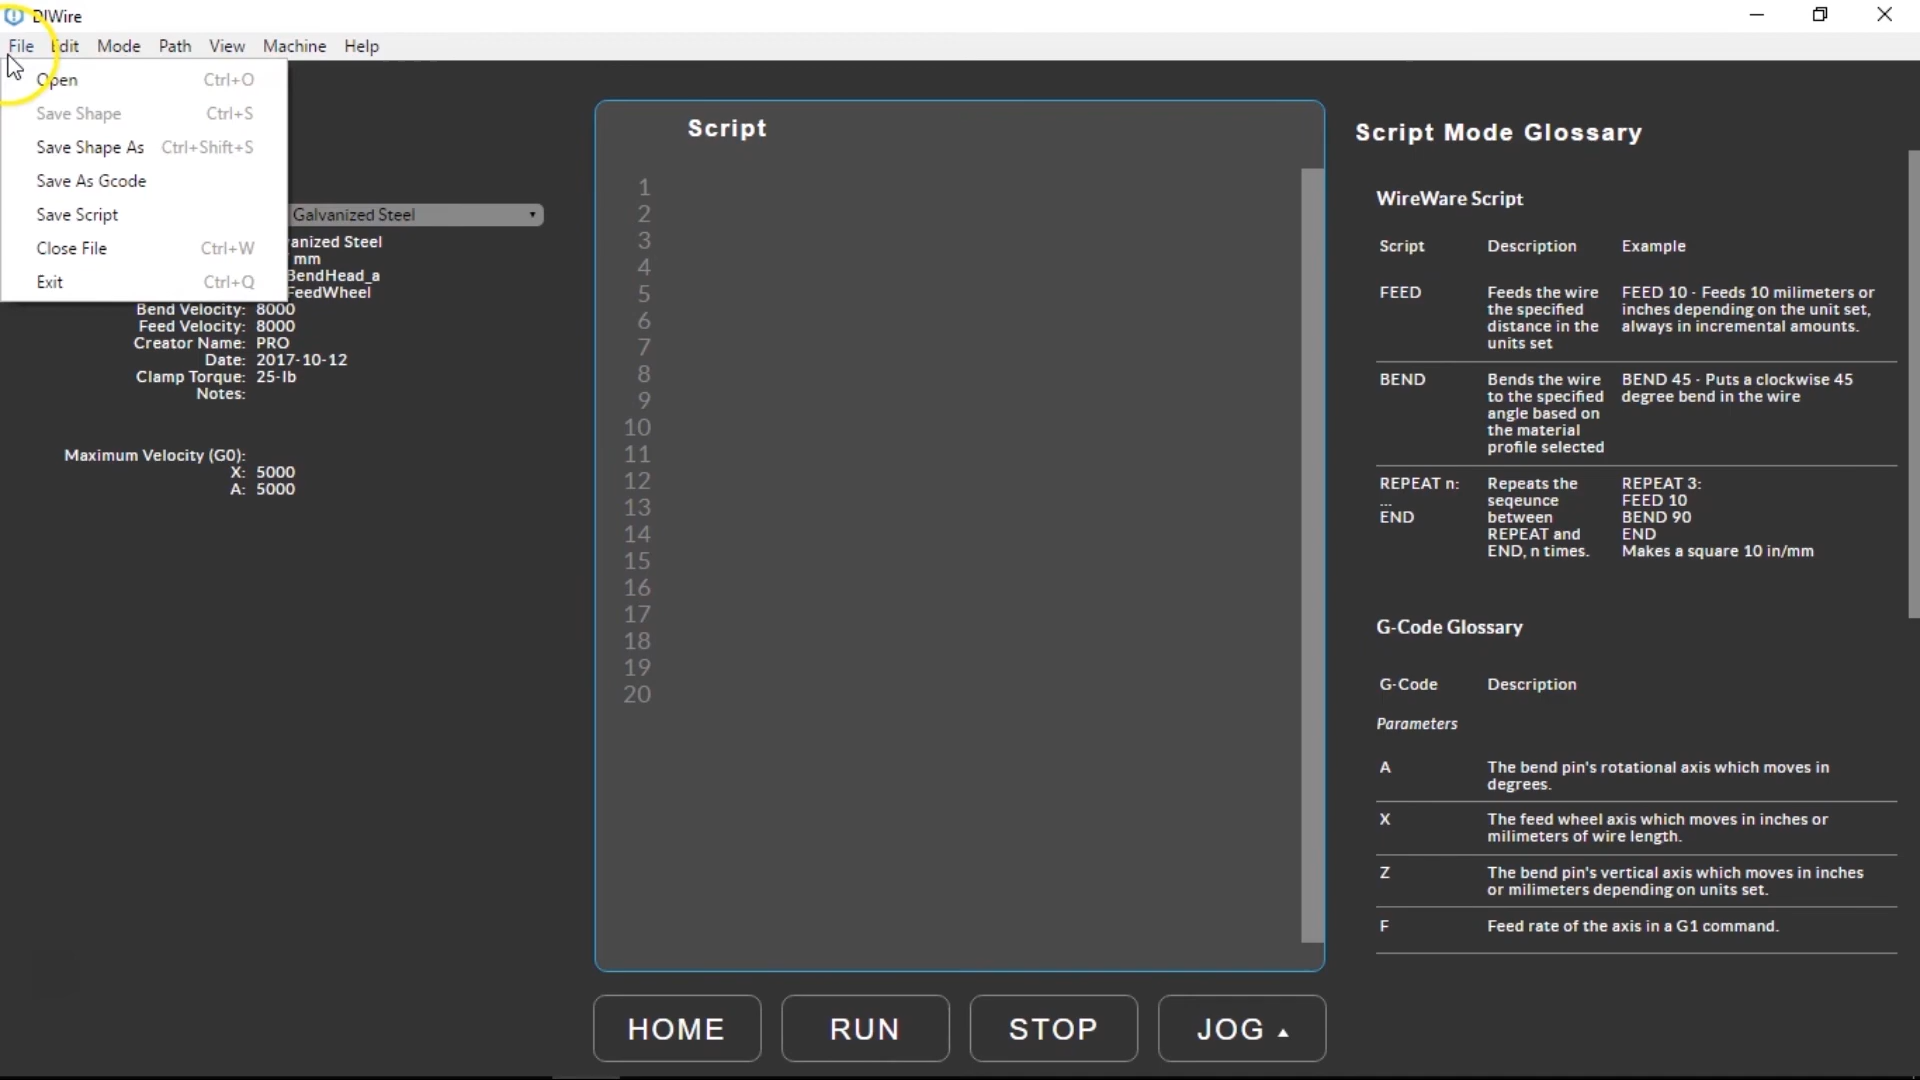 DIWire
File Edit Mode Path View Machine Help
Open Ctrl+O
Save Shape Ctrl+S
Save Shape As Ctrl+Shift+S
Save As Gcode
Save Script
Close File Ctrl+W
Exit Ctrl+Q
Galvanized Steel
anized Steel
mm
BendHead_a
FeedWheel
Bend Velocity: 8000
Feed Velocity: 8000
Creator Name: PRO
Date: 2017-10-12
Clamp Torque: 25-lb
Notes:
Maximum Velocity (G0):
X: 5000
A: 5000
Script
1
2
3
4
5
6
7
8
9
10
11
12
13
14
15
16
17
18
19
20
HOME RUN STOP JOG
Script Mode Glossary
WireWare Script
Script Description Example
FEED Feeds the wire FEED 10 - Feeds 10 milimeters or
the specified inches depending on the unit set,
distance in the always in incremental amounts.
units set
BEND Bends the wire BEND 45 - Puts a clockwise 45
to the specified degree bend in the wire
angle based on
the material
profile selected
REPEAT n: Repeats the REPEAT 3:
... seqeunce FEED 10
END between BEND 90
REPEAT and END
END, n times. Makes a square 10 in/mm
G-Code Glossary
G-Code Description
Parameters
A The bend pin's rotational axis which moves in
degrees.
X The feed wheel axis which moves in inches or
milimeters of wire length.
Z The bend pin's vertical axis which moves in inches
or milimeters depending on units set.
F Feed rate of the axis in a G1 command.